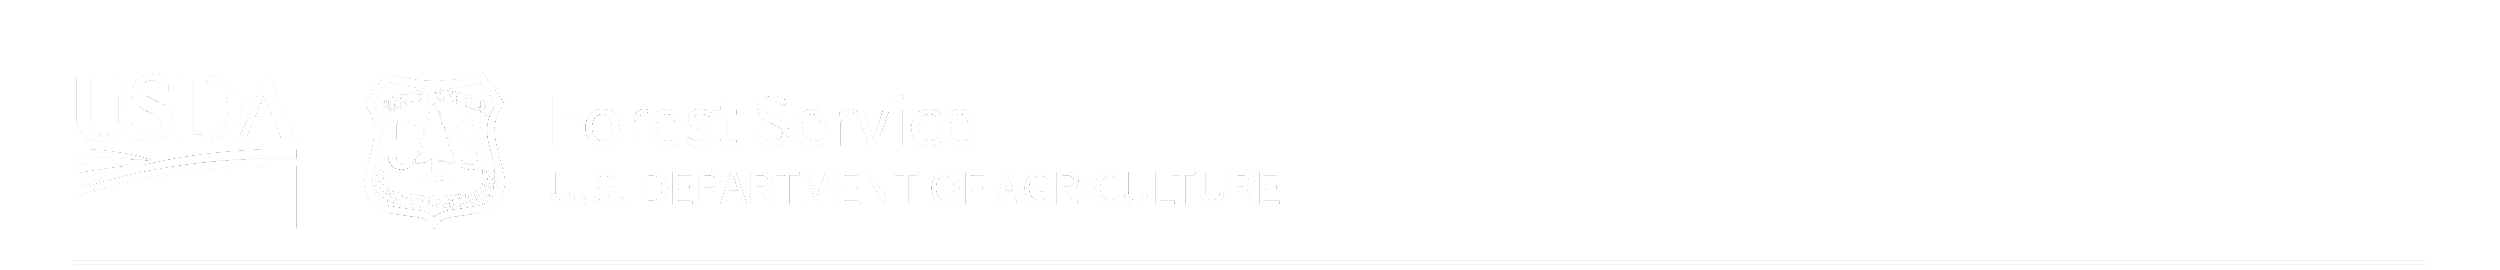 USDA
Forest Service
U.S. DEPARTMENT OF AGRICULTURE